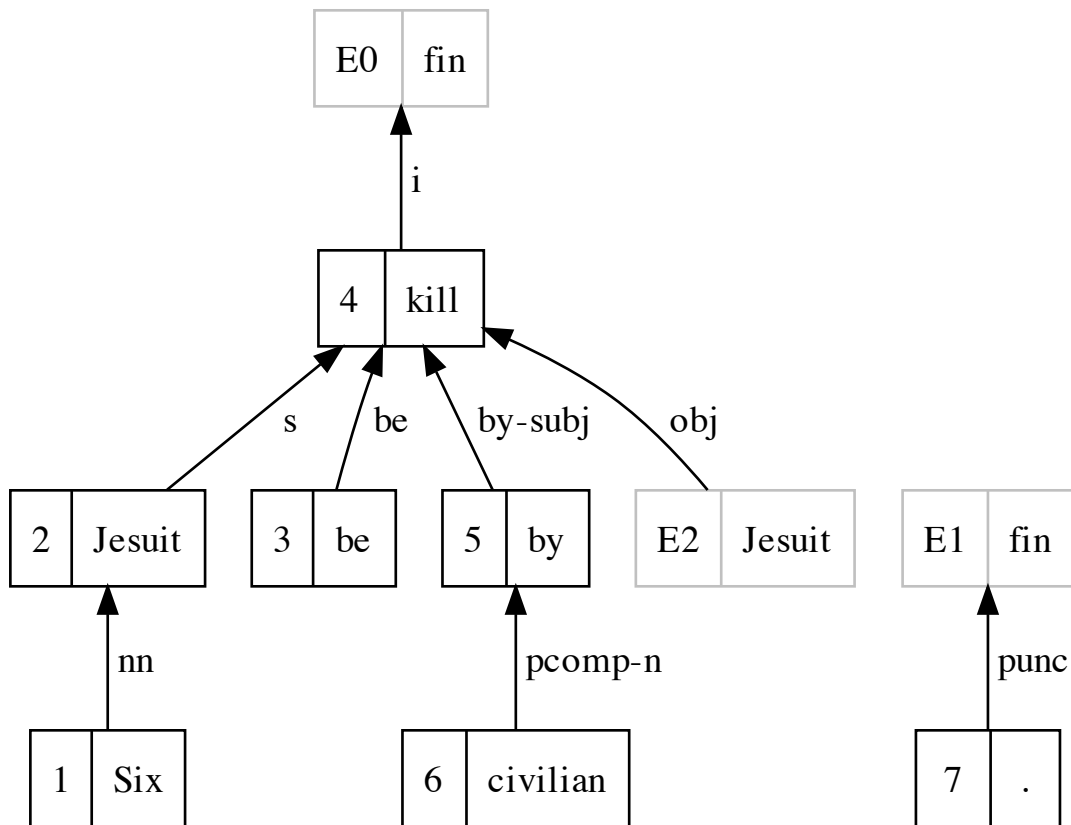 E0 fin
i
4 kill
s be by-subj obj
2 Jesuit 3 be 5 by E2 Jesuit E1 fin
nn pcomp-n punc
1 Six 6 civilian 7 .